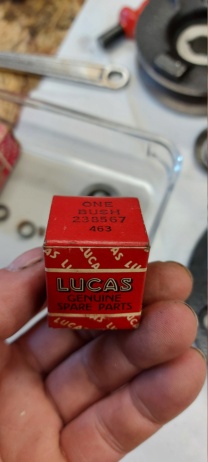 ONE
BUSH
238567
463
LUCAS
GENUINE
SPARE PARTS
LUCAS